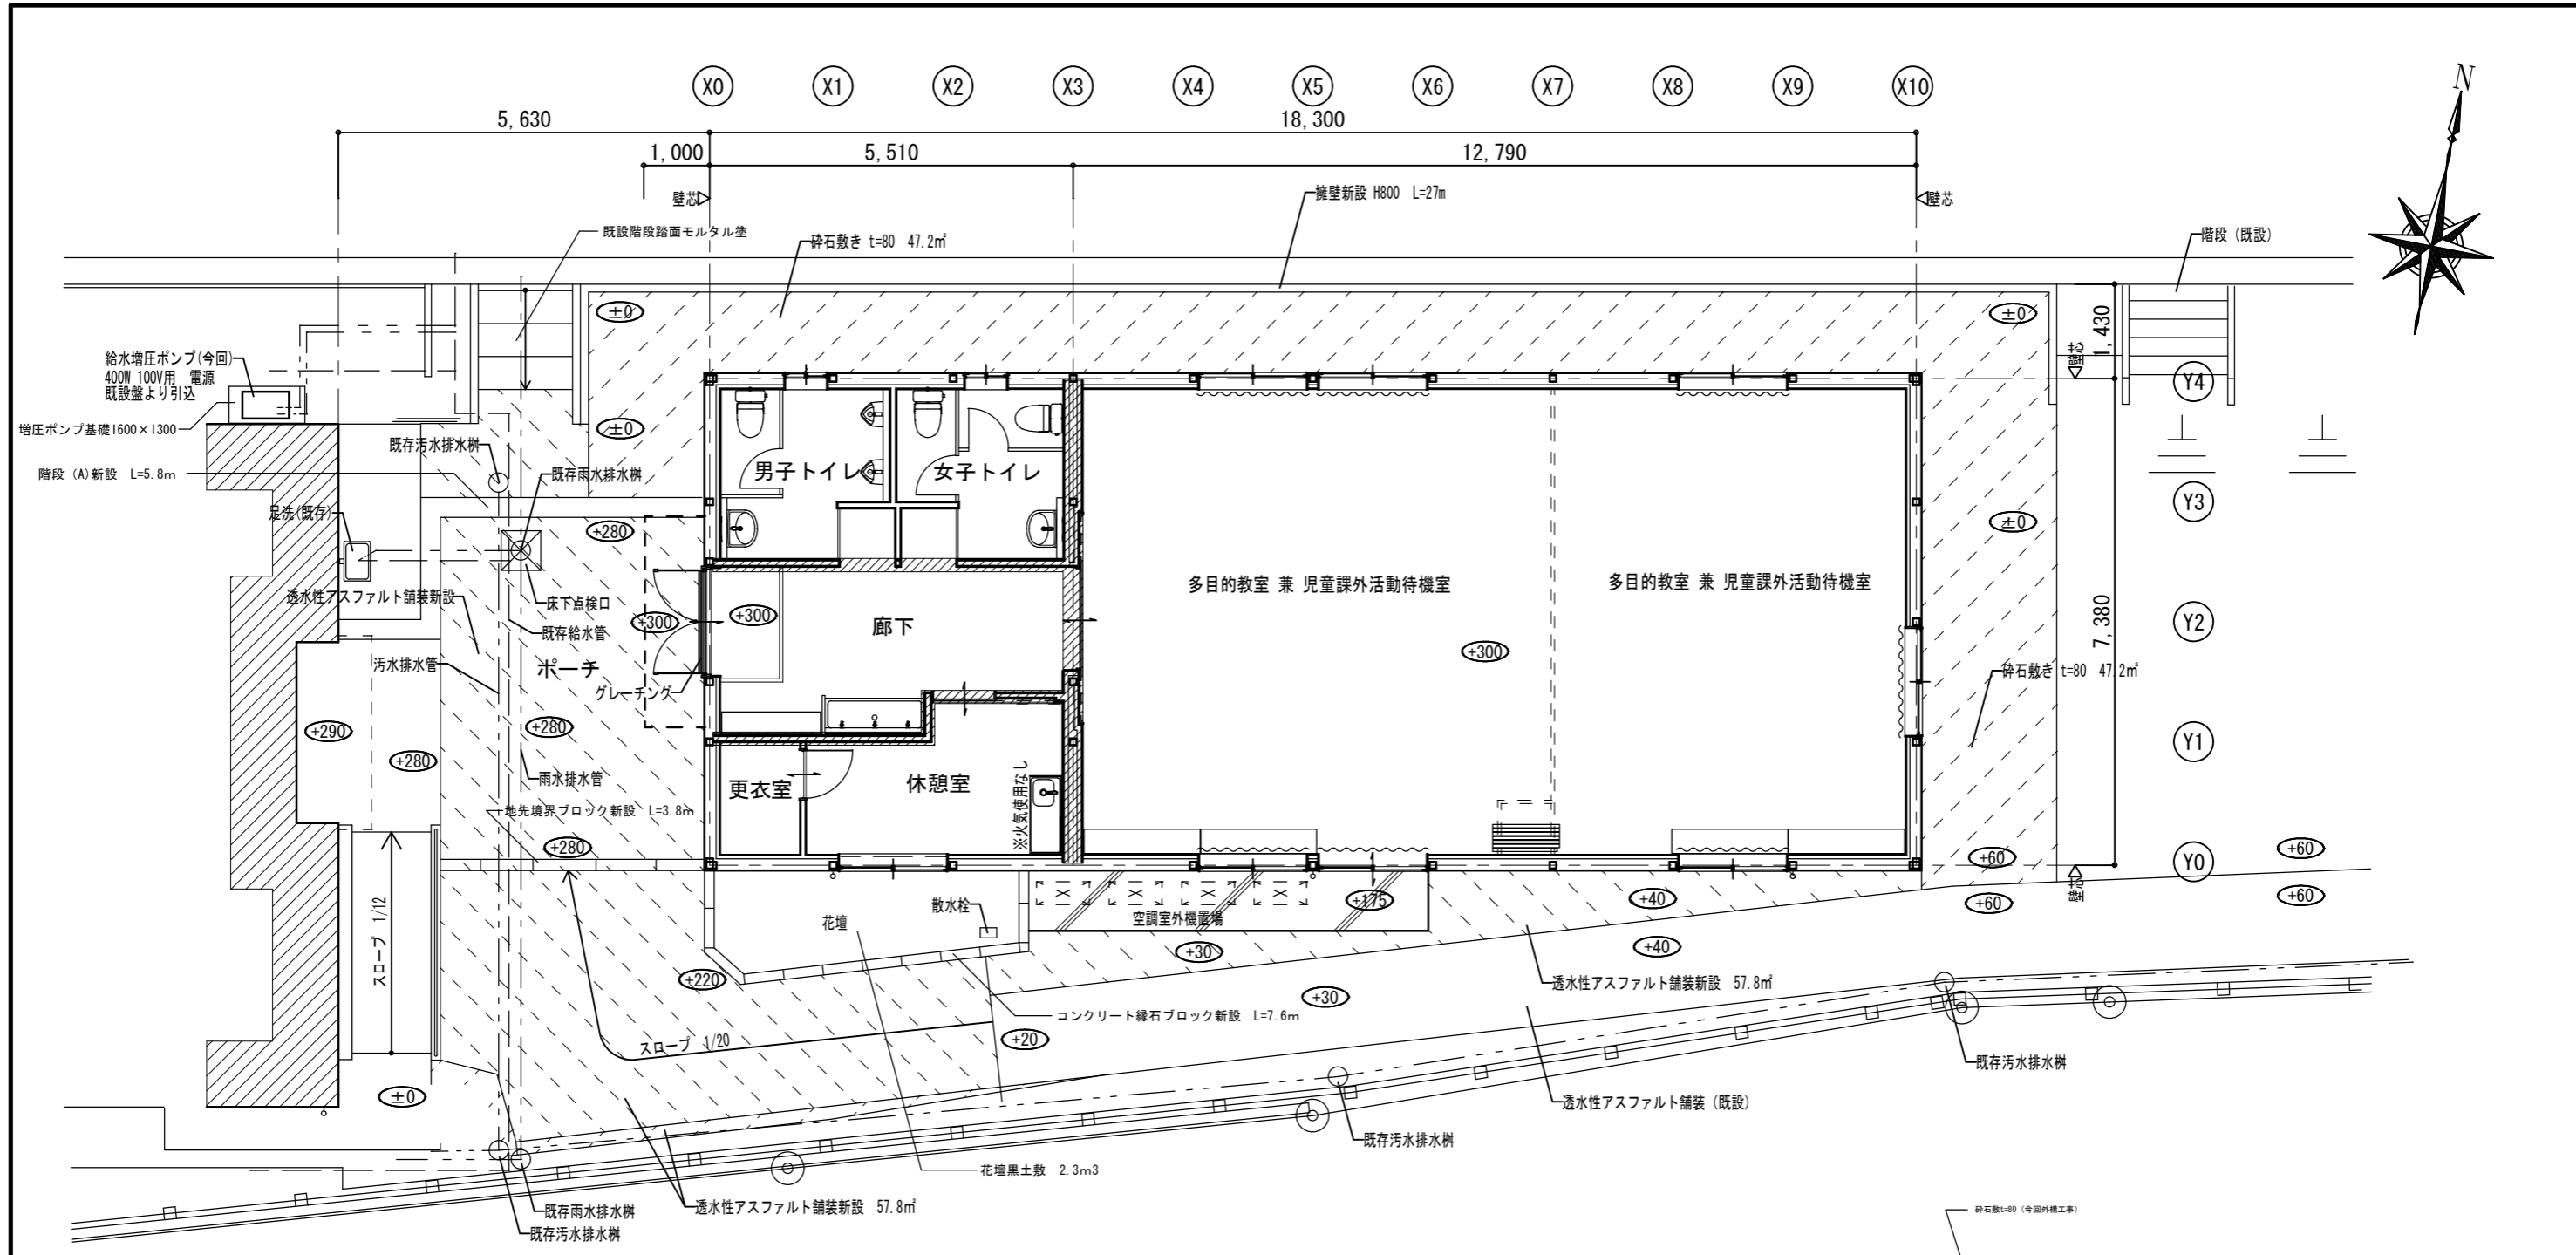 X0 X1 X2 X3 X4 X5 X6 X7 X8 X9 X10
N
5,630 18,300
1,000 5,510 12,790
壁芯 壁芯
擁壁新設 H800 L=27m
既設階段踏面モルタル塗
砕石敷き t=80 47.2㎡
階段（既設）
±0 ±0
1,430
壁芯
給水増圧ポンプ(今回)
400W 100V用 電源
既設盤より引込
Y4
増圧ポンプ基礎1600×1300
±0
既存汚水排水桝
階段（A)新設 L=5.8m
既存雨水排水桝
男子トイレ 女子トイレ
Y3
足洗(既存)
+280
±0
多目的教室 兼 児童課外活動待機室
多目的教室 兼 児童課外活動待機室
透水性アスファルト舗装新設
床下点検口
+300 +300
廊下
既存給水管
Y2
7,380
+300
汚水排水管
ポーチ
グレーチング
砕石敷き t=80 47.2㎡
+290
+280
+280
Y1
雨水排水管
更衣室 休憩室
※火気使用なし
地先境界ブロック新設 L=3.8m
+280
+60
+60
Y0
壁芯
スロープ 1/12
散水栓
花壇
+175
空調室外機置場
+40
+60
+60
+220
+30
+40
透水性アスファルト舗装新設 57.8㎡
+30
コンクリート縁石ブロック新設 L=7.6m
スロープ 1/20
+20
既存汚水排水桝
±0
透水性アスファルト舗装（既設）
既存汚水排水桝
花壇黒土敷 2.3m3
透水性アスファルト舗装新設 57.8㎡
既存雨水排水桝
既存汚水排水桝
砕石敷t=80（今回外構工事）